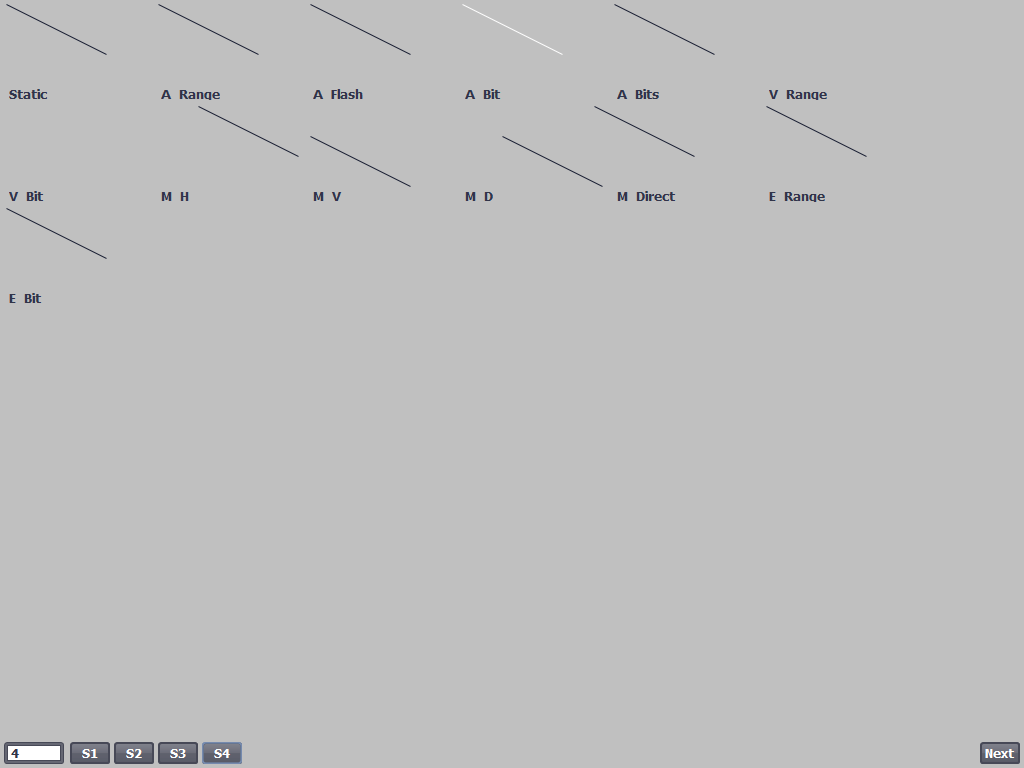 Static A Range A Flash A Bit A Bits V Range
V Bit M H M V M D M Direct E Range
E Bit
4 S1 S2 S3 S4 Next